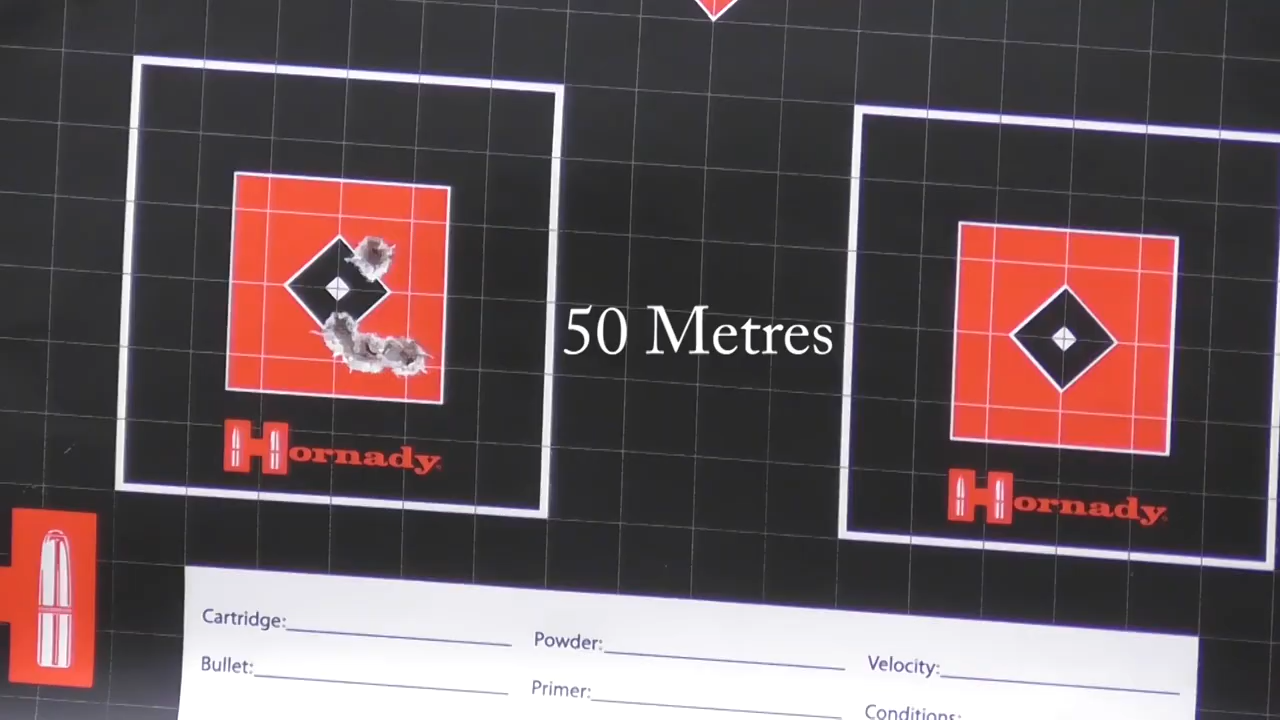 50 Metres
Hornady
Hornady
Cartridge: Powder: Velocity:
Bullet: Primer: Conditions: